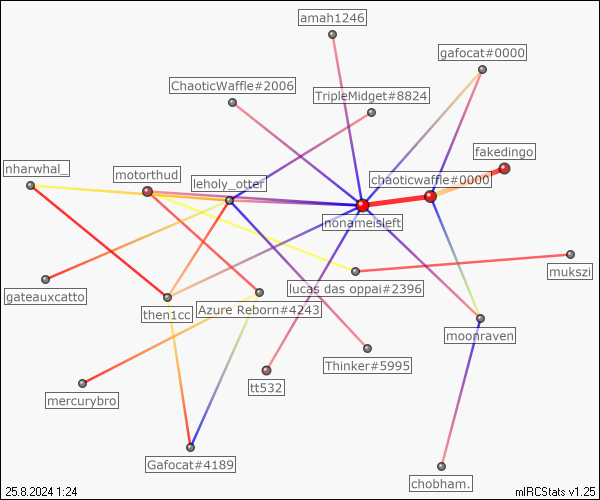 amah1246
gafocat#0000
ChaoticWaffle#2006
TripleMidget#8824
fakedingo
nharwhal_
motorthud
leholy_otter
chaoticwaffle#0000
nonameisleft
mukszi
gateauxcatto
lucas das oppai#2396
then1cc
Azure Reborn#4243
moonraven
Thinker#5995
tt532
mercurybro
Gafocat#4189
chobham.
25.8.2024 1:24
mIRCStats v1.25